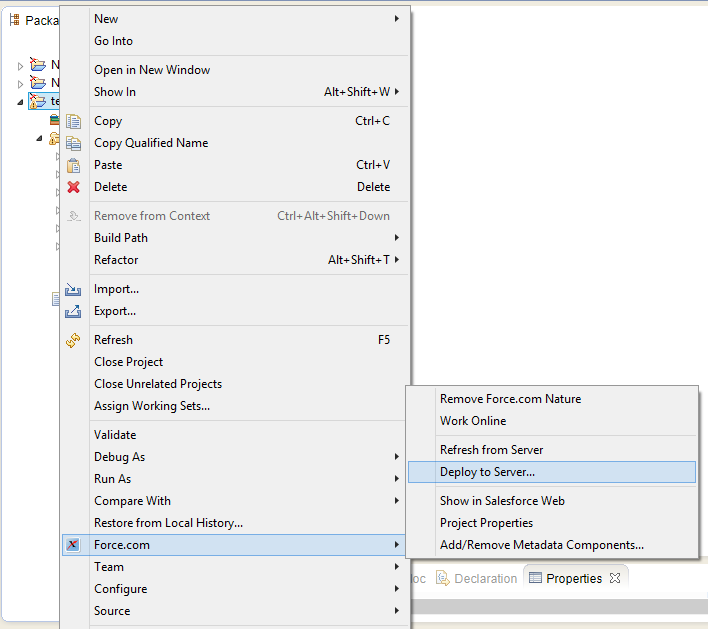 Packa
New
Go Into
N
Open in New Window
N
Show In Alt+Shift+W
te
Copy Ctrl+C
Copy Qualified Name
Paste Ctrl+V
Delete Delete
Remove from Context Ctrl+Alt+Shift+Down
Build Path
Refactor Alt+Shift+T
Import...
Export...
Refresh F5
Close Project
Close Unrelated Projects
Assign Working Sets...
Validate
Debug As
Run As
Compare With
Restore from Local History...
Force.com
Team
Configure
Source
Remove Force.com Nature
Work Online
Refresh from Server
Deploy to Server...
Show in Salesforce Web
Project Properties
Add/Remove Metadata Components...
oc Declaration Properties